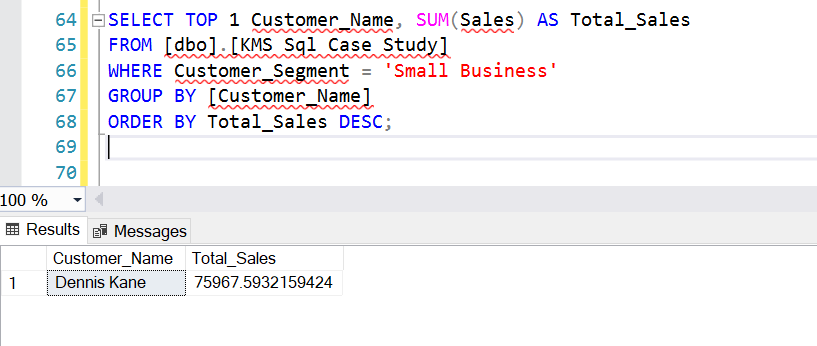 64 SELECT TOP 1 Customer_Name, SUM(Sales) AS Total_Sales
65 FROM [dbo].[KMS Sql Case Study]
66 WHERE Customer_Segment = 'Small Business'
67 GROUP BY [Customer_Name]
68 ORDER BY Total_Sales DESC;
69
70
100 %
Results Messages
Customer_Name Total_Sales
1 Dennis Kane 75967.5932159424